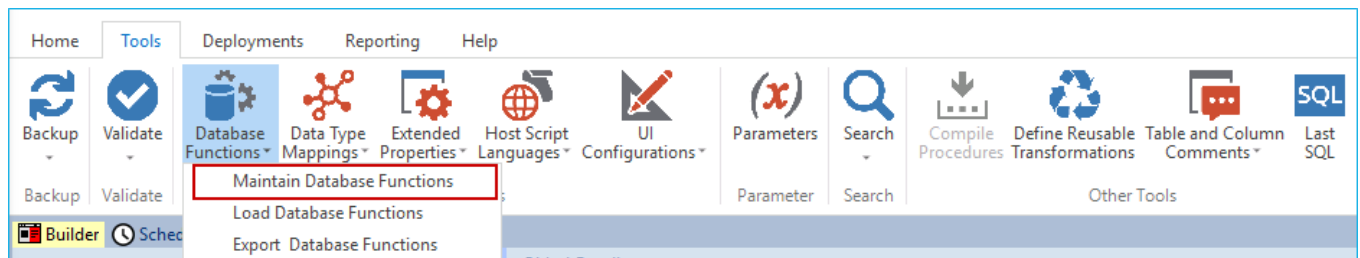 Home Tools Deployments Reporting Help
SQL
Backup Validate Database Data Type Extended Host Script UI Parameters Search Compile Define Reusable Table and Column Last
Functions Mappings Properties Languages Configurations Procedures Transformations Comments SQL
Maintain Database Functions
Backup Validate Parameter Search Other Tools
Load Database Functions
Builder
Export Database Functions